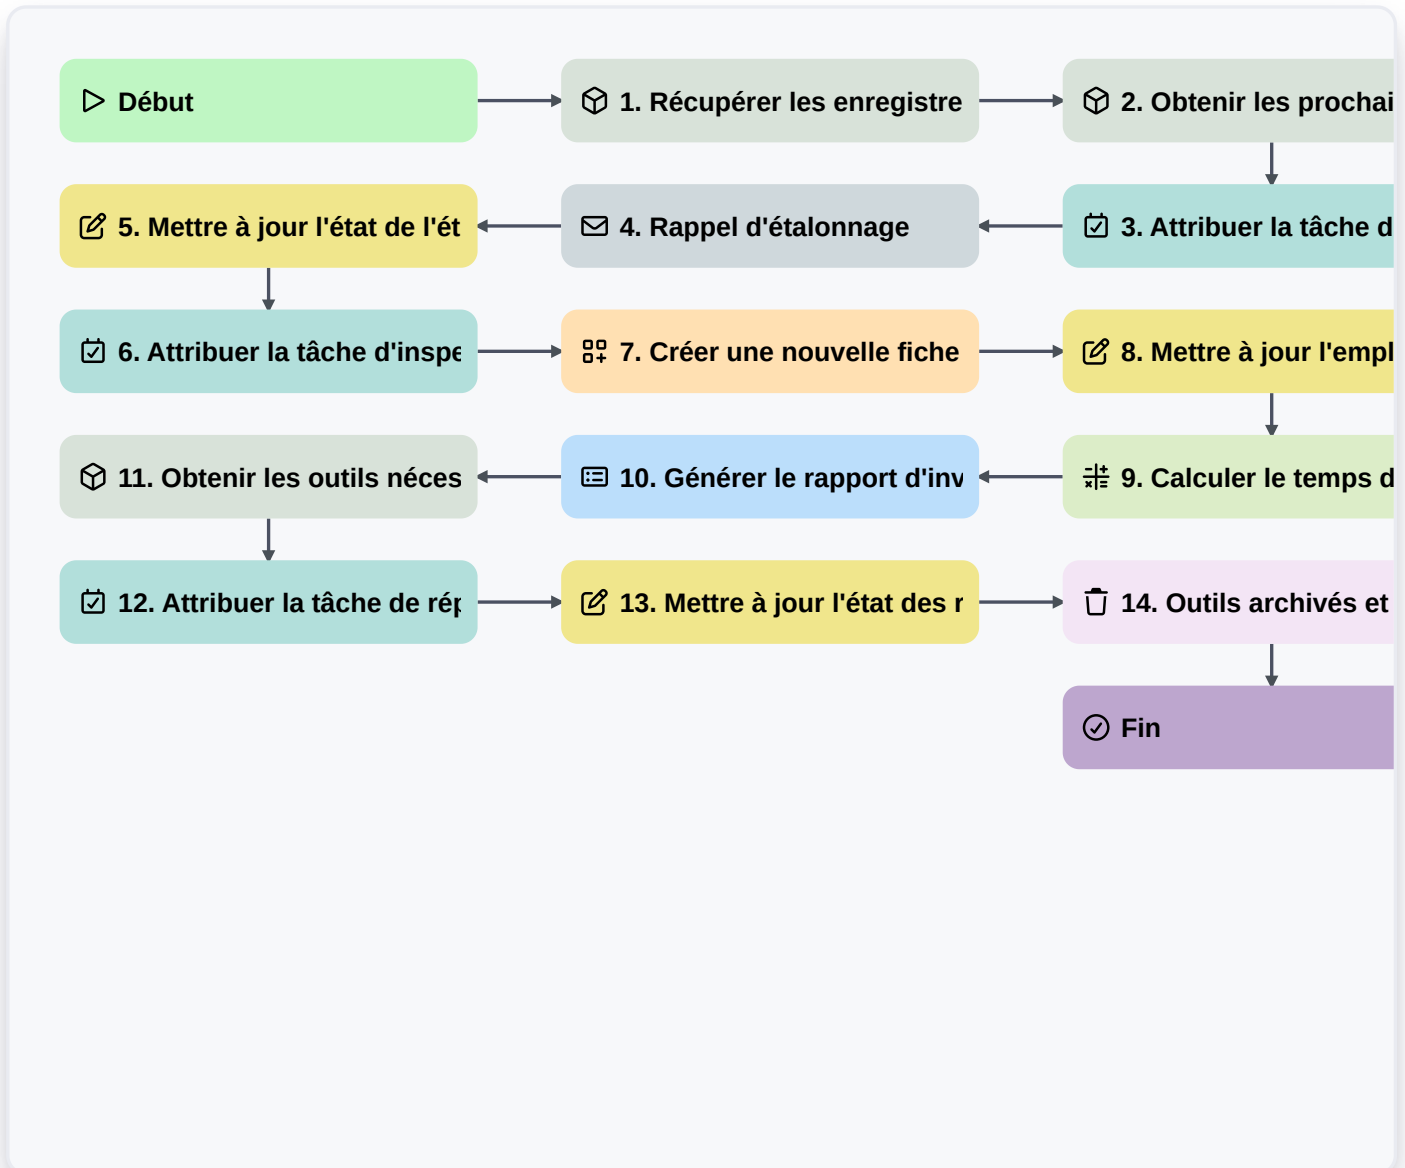 Début
1. Récupérer les enregistre
2. Obtenir les prochai
5. Mettre à jour l'état de l'ét
4. Rappel d'étalonnage
3. Attribuer la tâche d
6. Attribuer la tâche d'inspe
7. Créer une nouvelle fiche
8. Mettre à jour l'empl
11. Obtenir les outils néces
10. Générer le rapport d'inv
9. Calculer le temps d
12. Attribuer la tâche de rép
13. Mettre à jour l'état des r
14. Outils archivés et
Fin